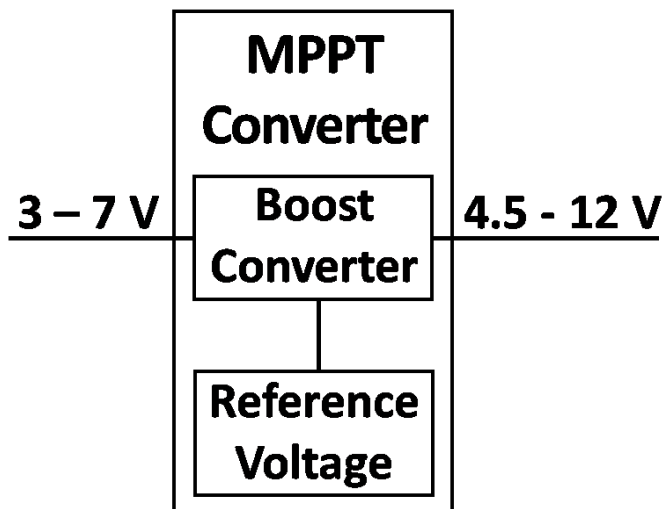 MPPT
Converter
3 – 7 V
Boost
Converter
4.5 - 12 V
Reference
Voltage